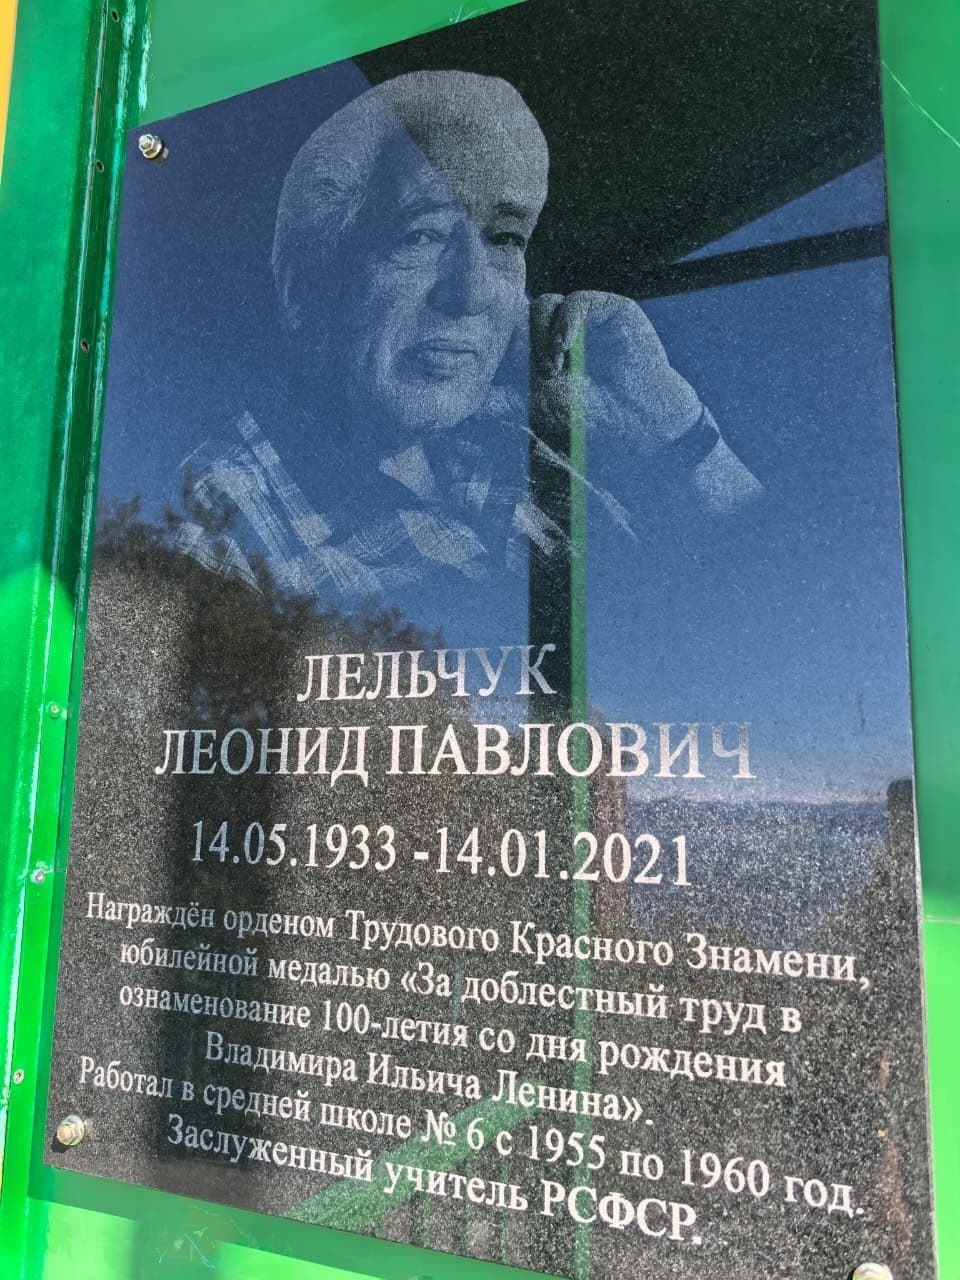 ЛЕЛЬЧУК
ЛЕОНИД ПАВЛОВИЧ
14.05.1933 -14.01.2021
Награждён орденом Трудового Красного Знамени,
юбилейной медалью «За доблестный труд в
ознаменование 100-летия со дня рождения
Владимира Ильича Ленина».
Работал в средней школе № 6 с 1955 по 1960 год.
Заслуженный учитель РСФСР.